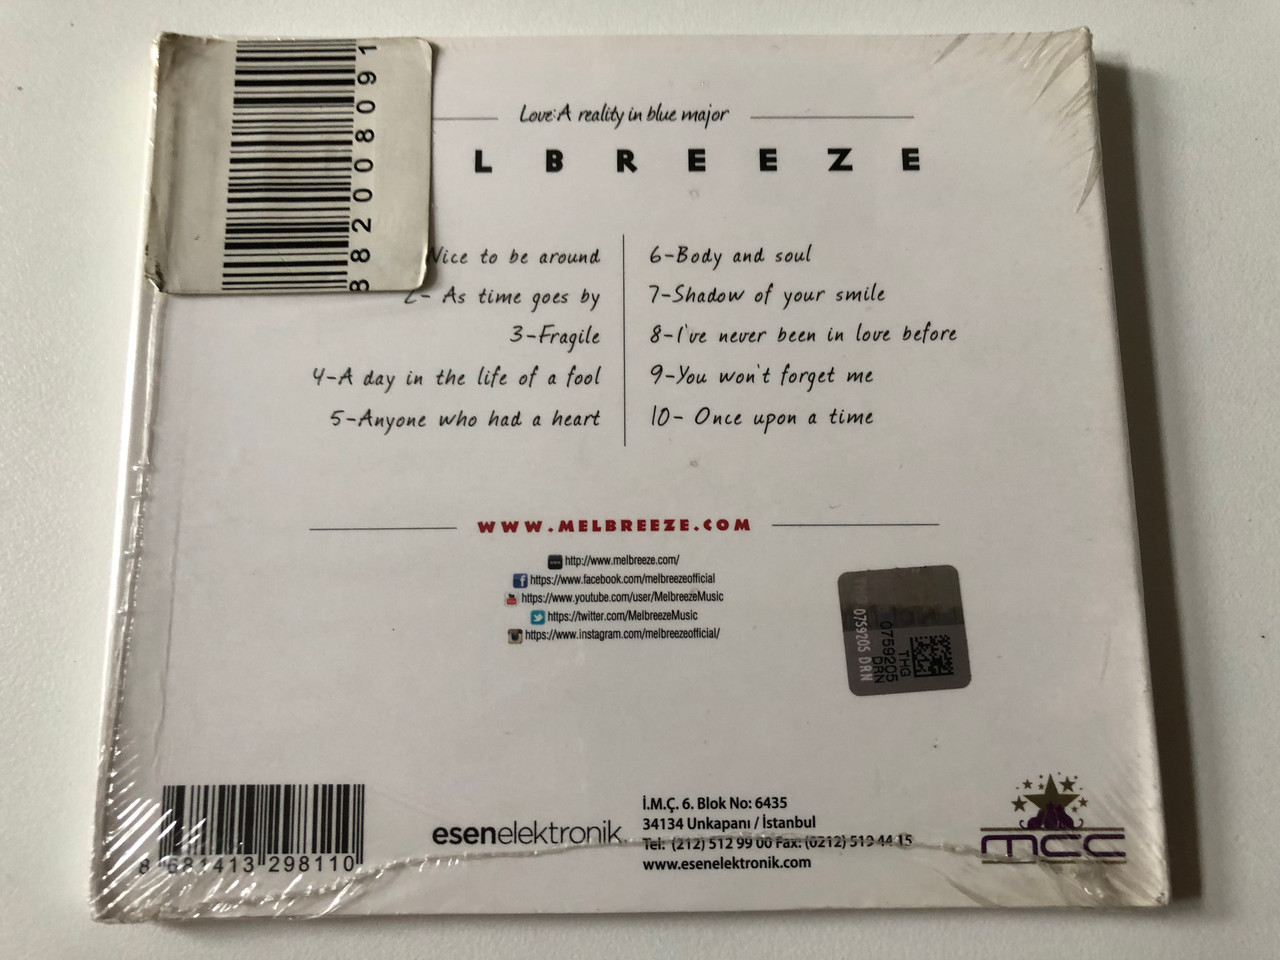 882008091
Love: A reality in blue major
LBREEZE
Nice to be around
2- As time goes by
3-Fragile
4-A day in the life of a fool
5-Anyone who had a heart
6-Body and soul
7-Shadow of your smile
8-I've never been in love before
9-You won't forget me
10- Once upon a time
WWW.MELBREEZE.COM
http://www.melbreeze.com/
https://www.facebook.com/melbreezeofficial
https://www.youtube.com/user/MelbreezeMusic
https://twitter.com/MelbreezeMusic
https://www.instagram.com/melbreezeofficial/
0759205 DRN
THG
0759205
DRN
8 681413 298110
esenelektronik
İ.M.Ç. 6. Blok No: 6435
34134 Unkapanı / İstanbul
Tel: (212) 512 99 00 Fax: (0212) 519 44 15
www.esenelektronik.com
mcc